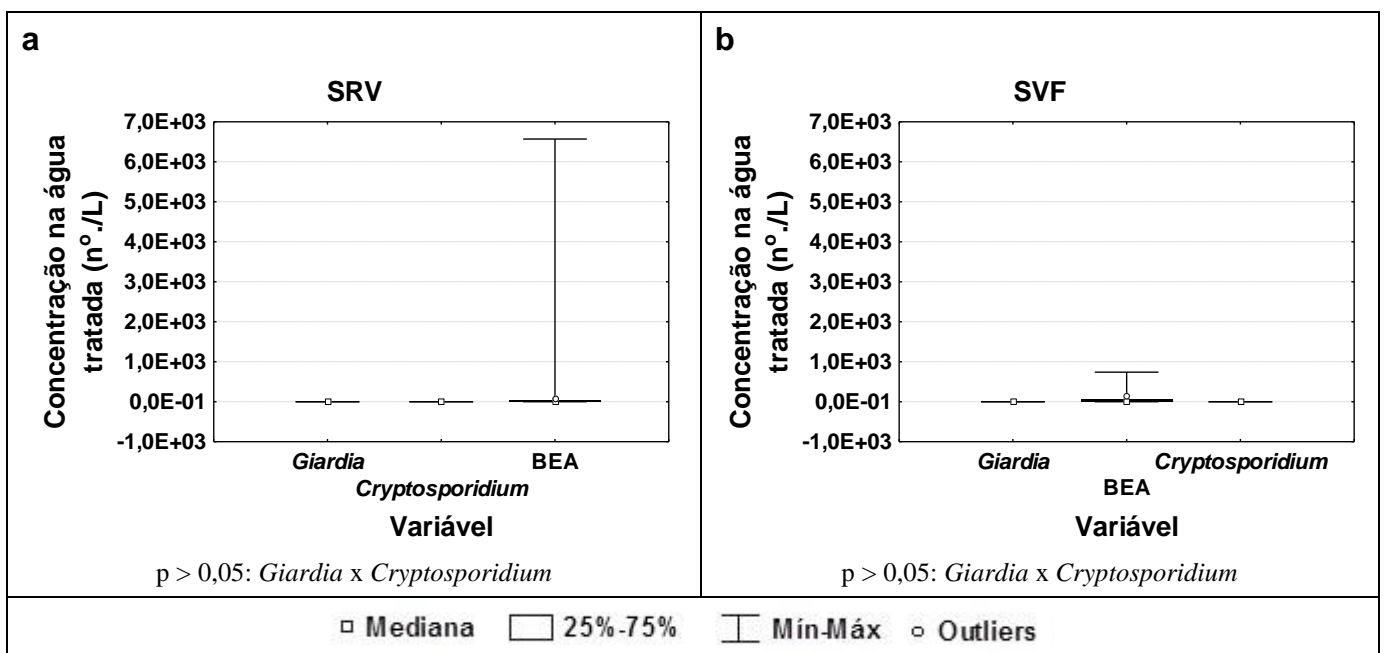 a
SRV
Concentração na água
tratada (nº./L)
7,0E+03
6,0E+03
5,0E+03
4,0E+03
3,0E+03
2,0E+03
1,0E+03
0,0E-01
-1,0E+03
Giardia
BEA
Cryptosporidium
Variável
p > 0,05: Giardia x Cryptosporidium
b
SVF
Concentração na água
tratada (nº./L)
7,0E+03
6,0E+03
5,0E+03
4,0E+03
3,0E+03
2,0E+03
1,0E+03
0,0E-01
-1,0E+03
Giardia
Cryptosporidium
BEA
Variável
p > 0,05: Giardia x Cryptosporidium
Mediana 25%-75% Mín-Máx Outliers